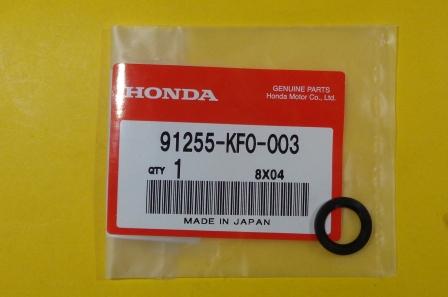 HONDA
GENUINE PARTS
Honda Motor Co., Ltd.
91255-KF0-003
QTY 1 8X04
MADE IN JAPAN